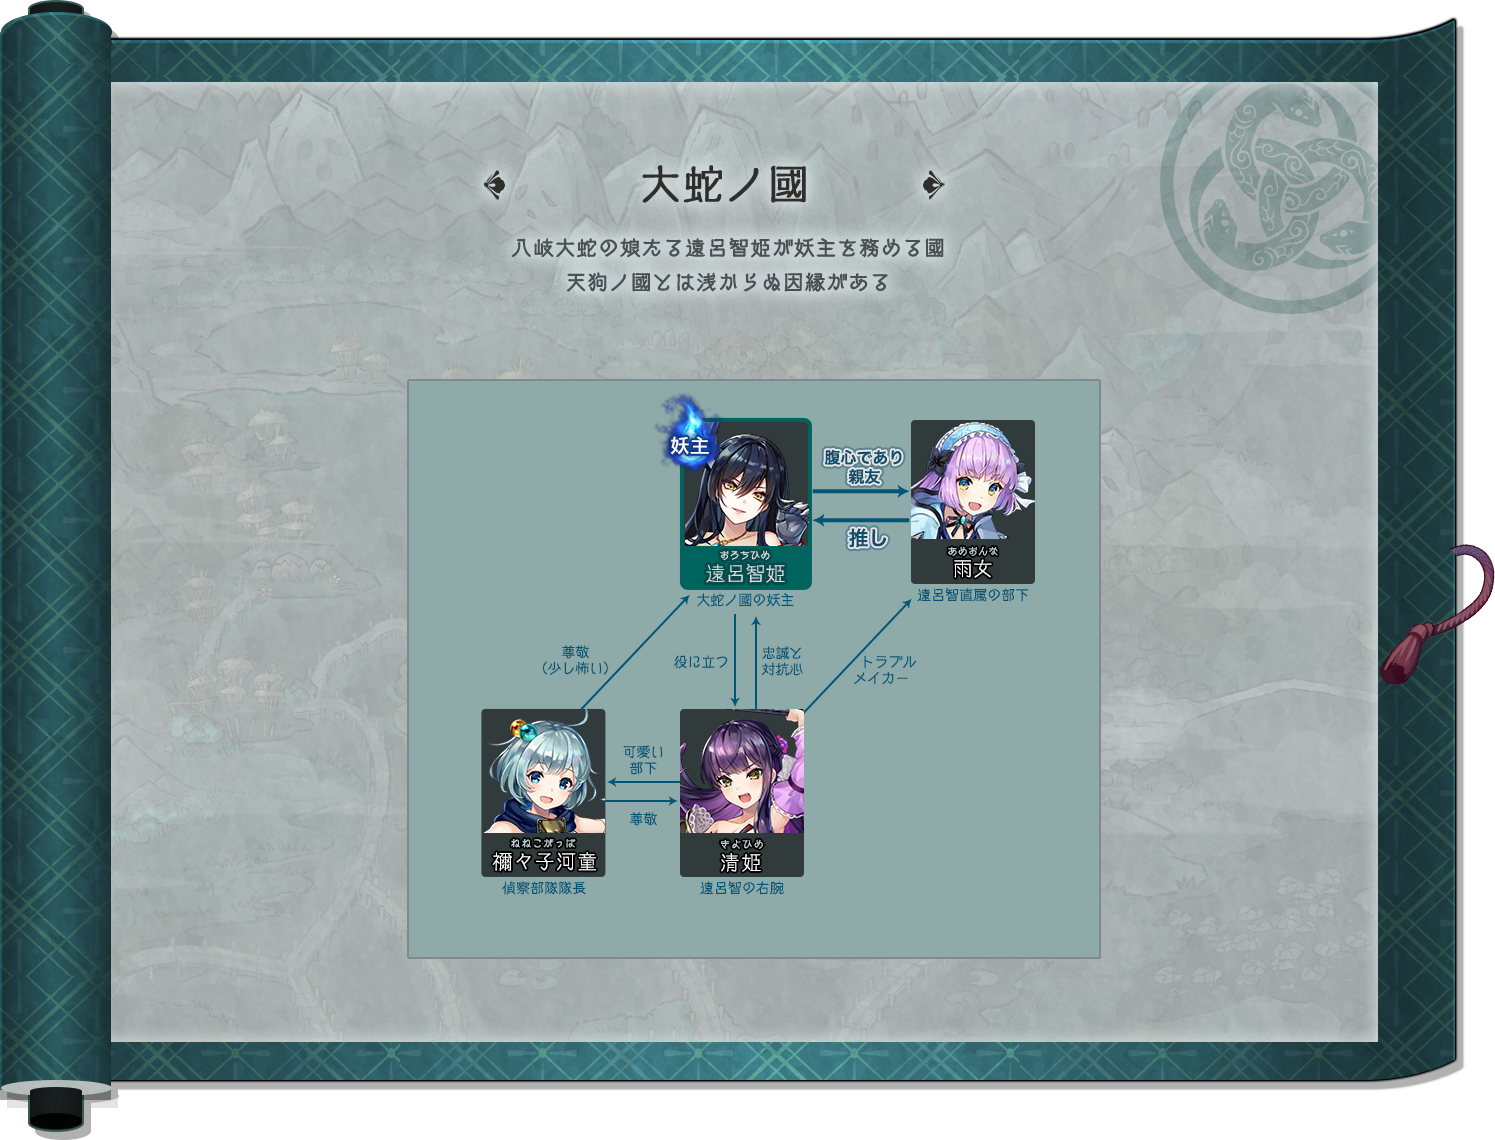 大蛇ノ國
八岐大蛇の娘たる遠呂智姫が妖主を務める國
天狗ノ國とは浅からぬ因縁がある
妖主
腹心であり
親友
推し
おろちひめ
遠呂智姫
大蛇ノ國の妖主
あめおんな
雨女
遠呂智直属の部下
尊敬
(少し怖い)
役に立つ
忠誠と
対抗心
トラブル
メイカー
可愛い
部下
尊敬
ねねこがっぱ
禰々子河童
偵察部隊隊長
きよひめ
清姫
遠呂智の右腕